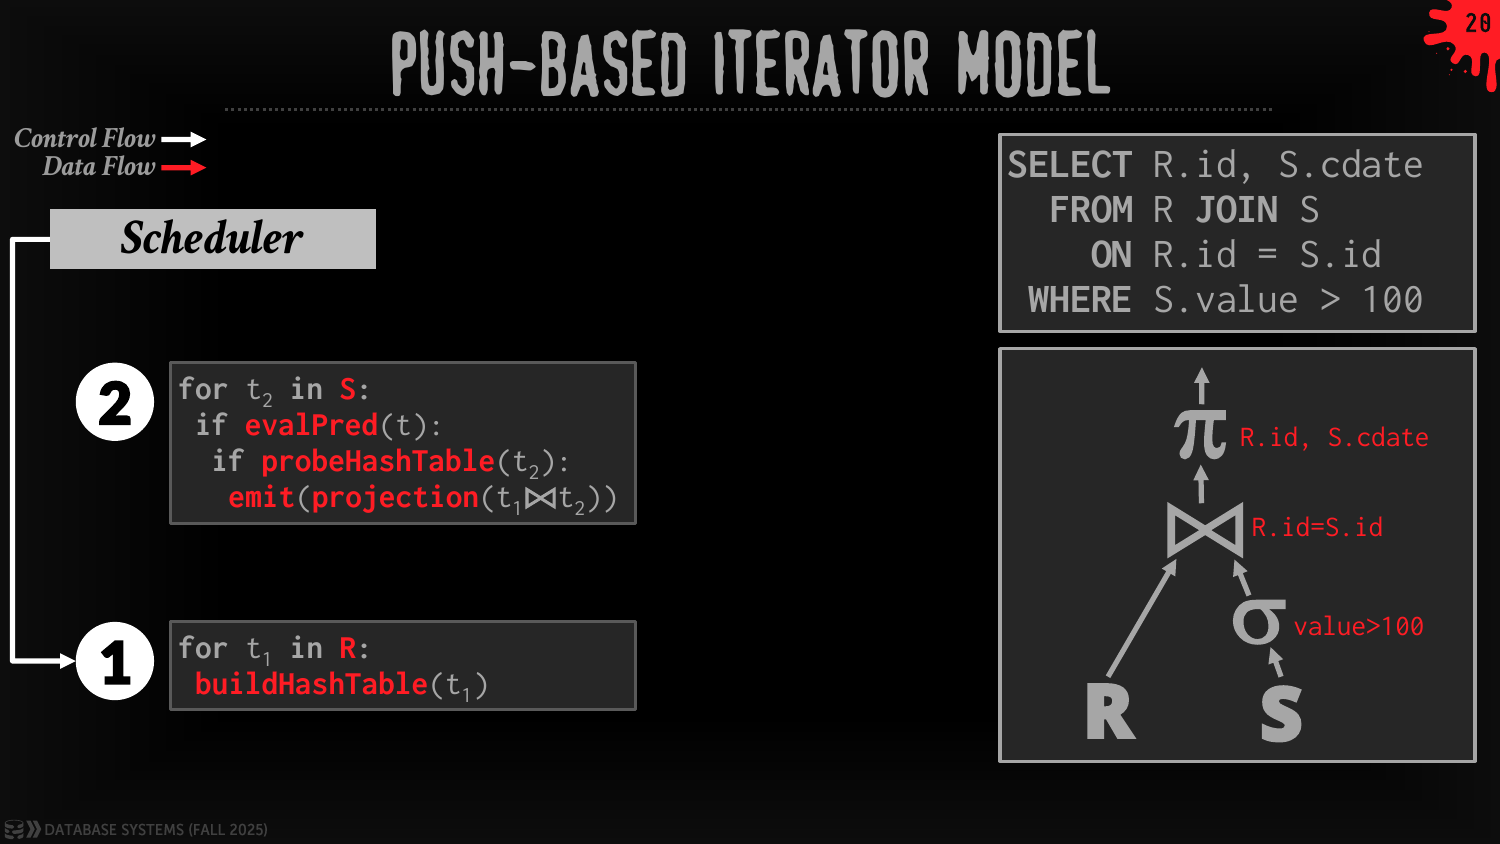 PUSH-BASED ITERATOR MODEL
20
Control Flow
Data Flow
Scheduler
SELECT R.id, S.cdate
FROM R JOIN S
ON R.id = S.id
WHERE S.value > 100
2
for t2 in S:
if evalPred(t):
if probeHashTable(t2):
emit(projection(t1⋈t2))
1
for t1 in R:
buildHashTable(t1)
π R.id, S.cdate
⋈ R.id=S.id
σ value>100
R S
DATABASE SYSTEMS (FALL 2025)